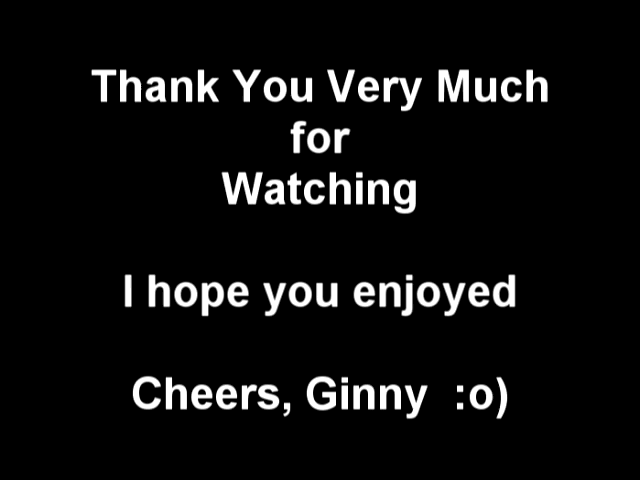 Thank You Very Much
for
Watching
I hope you enjoyed
Cheers, Ginny  :o)